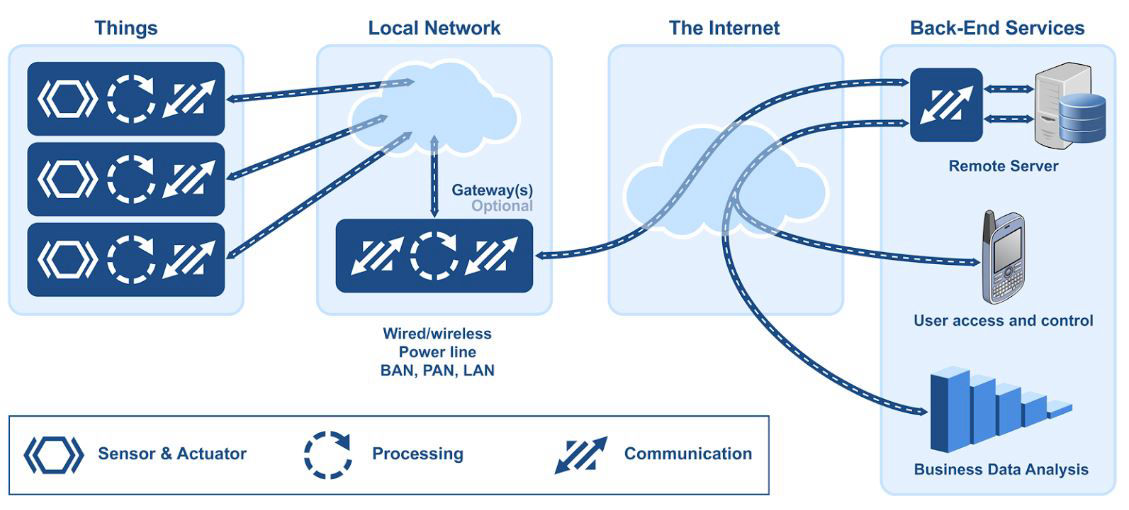 Things
Local Network
The Internet
Back-End Services
Gateway(s)
Optional
Wired/wireless
Power line
BAN, PAN, LAN
Remote Server
User access and control
Business Data Analysis
Sensor & Actuator
Processing
Communication